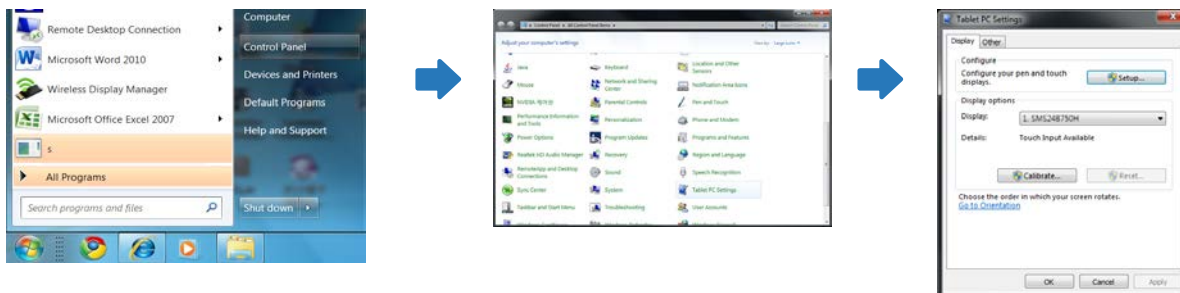 Remote Desktop Connection
Microsoft Word 2010
Wireless Display Manager
Microsoft Office Excel 2007
s
All Programs
Search programs and files
Computer
Control Panel
Devices and Printers
Default Programs
Help and Support
Shut down
Adjust your computer's settings
Java
Keyboard
Location and Other Sensors
Mouse
Network and Sharing Center
Notification Area Icons
Parental Controls
Pen and Touch
Performance Information and Tools
Personalization
Phone and Modem
Power Options
Program Updates
Programs and Features
Realtek HD Audio Manager
Recovery
Region and Language
RemoteApp and Desktop Connections
Sound
Speech Recognition
Sync Center
System
Tablet PC Settings
Taskbar and Start Menu
Troubleshooting
User Accounts
Tablet PC Settings
Display
Other
Configure
Configure your pen and touch
displays.
Setup...
Display options
Display:
1. SMS24B750H
Details:
Touch Input Available
Calibrate...
Reset...
Choose the order in which your screen rotates.
Go to Orientation
OK
Cancel
Apply